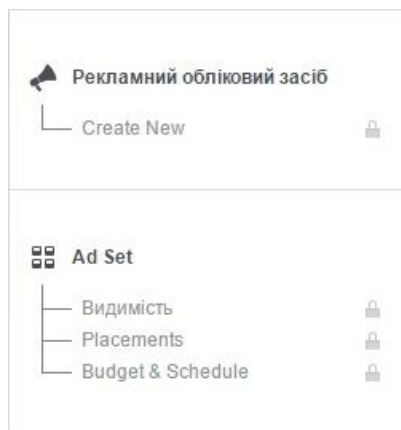 Рекламний обліковий засіб
Create New
Ad Set
Видимість
Placements
Budget & Schedule